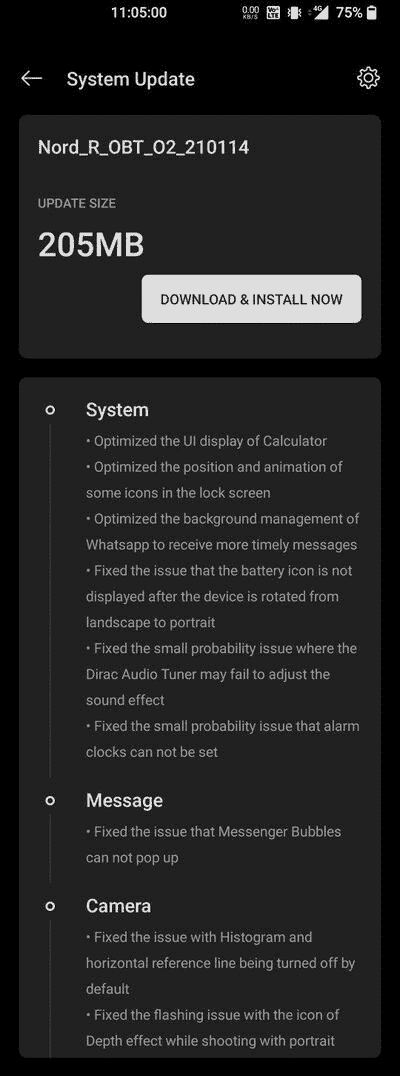 11:05:00 0.00 KB/S Vo LTE 4G 75%
System Update
Nord_R_OBT_O2_210114
UPDATE SIZE
205MB
DOWNLOAD & INSTALL NOW
System
• Optimized the UI display of Calculator
• Optimized the position and animation of
some icons in the lock screen
• Optimized the background management of
Whatsapp to receive more timely messages
• Fixed the issue that the battery icon is not
displayed after the device is rotated from
landscape to portrait
• Fixed the small probability issue where the
Dirac Audio Tuner may fail to adjust the
sound effect
• Fixed the small probability issue that alarm
clocks can not be set
Message
• Fixed the issue that Messenger Bubbles
can not pop up
Camera
• Fixed the issue with Histogram and
horizontal reference line being turned off by
default
• Fixed the flashing issue with the icon of
Depth effect while shooting with portrait